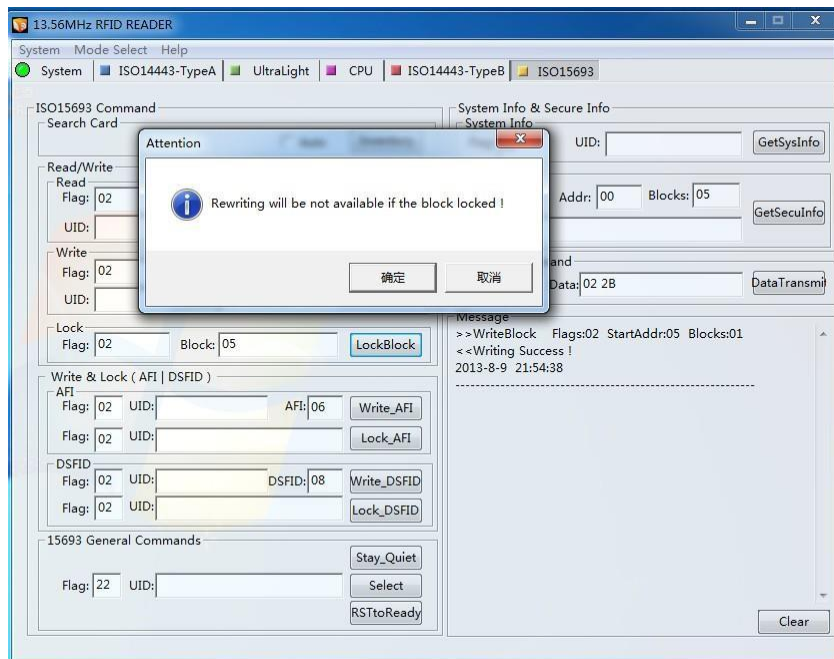 13.56MHz RFID READER
System Mode Select Help
System ISO14443-TypeA UltraLight CPU ISO14443-TypeB ISO15693
ISO15693 Command
Search Card
Attention
Rewriting will be not available if the block locked !
确定 取消
Read/Write
Read
Flag: 02
UID:
Write
Flag: 02
UID:
Lock
Flag: 02 Block: 05 LockBlock
Write & Lock ( AFI | DSFID )
AFI
Flag: 02 UID: AFI: 06 Write_AFI
Flag: 02 UID: Lock_AFI
DSFID
Flag: 02 UID: DSFID: 08 Write_DSFID
Flag: 02 UID: Lock_DSFID
15693 General Commands
Stay_Quiet
Flag: 22 UID: Select
RSTtoReady
System Info & Secure Info
System Info
UID: GetSysInfo
Addr: 00 Blocks: 05
GetSecuInfo
and
Data: 02 2B DataTransmit
Message
>>WriteBlock Flags:02 StartAddr:05 Blocks:01
<<Writing Success !
2013-8-9 21:54:38
------------------------------------------------------------
Clear